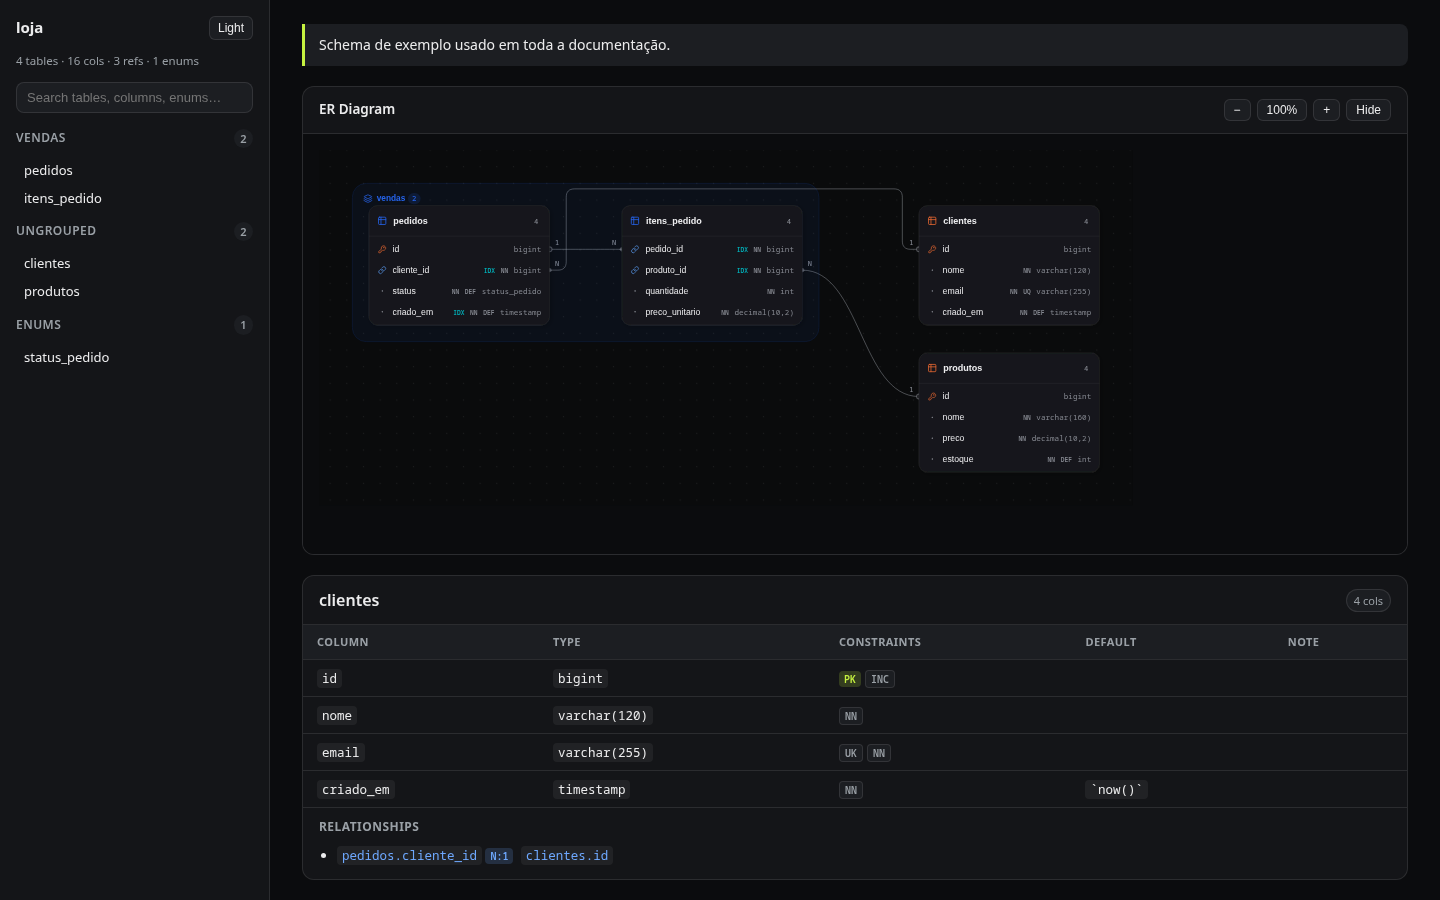 loja
Light
4 tables · 16 cols · 3 refs · 1 enums
Search tables, columns, enums…
VENDAS 2
pedidos
itens_pedido
UNGROUPED 2
clientes
produtos
ENUMS 1
status_pedido
Schema de exemplo usado em toda a documentação.
ER Diagram
− 100% + Hide
vendas 2
pedidos 4
id bigint
cliente_id IDX NN bigint
status NN DEF status_pedido
criado_em IDX NN DEF timestamp
1
N
N
itens_pedido 4
pedido_id IDX NN bigint
produto_id IDX NN bigint
quantidade NN int
preco_unitario NN decimal(10,2)
N
1
clientes 4
id bigint
nome NN varchar(120)
email NN UQ varchar(255)
criado_em NN DEF timestamp
1
produtos 4
id bigint
nome NN varchar(160)
preco NN decimal(10,2)
estoque NN DEF int
clientes 4 cols
COLUMN TYPE CONSTRAINTS DEFAULT NOTE
id bigint PK INC
nome varchar(120) NN
email varchar(255) UK NN
criado_em timestamp NN `now()`
RELATIONSHIPS
pedidos.cliente_id N:1 clientes.id